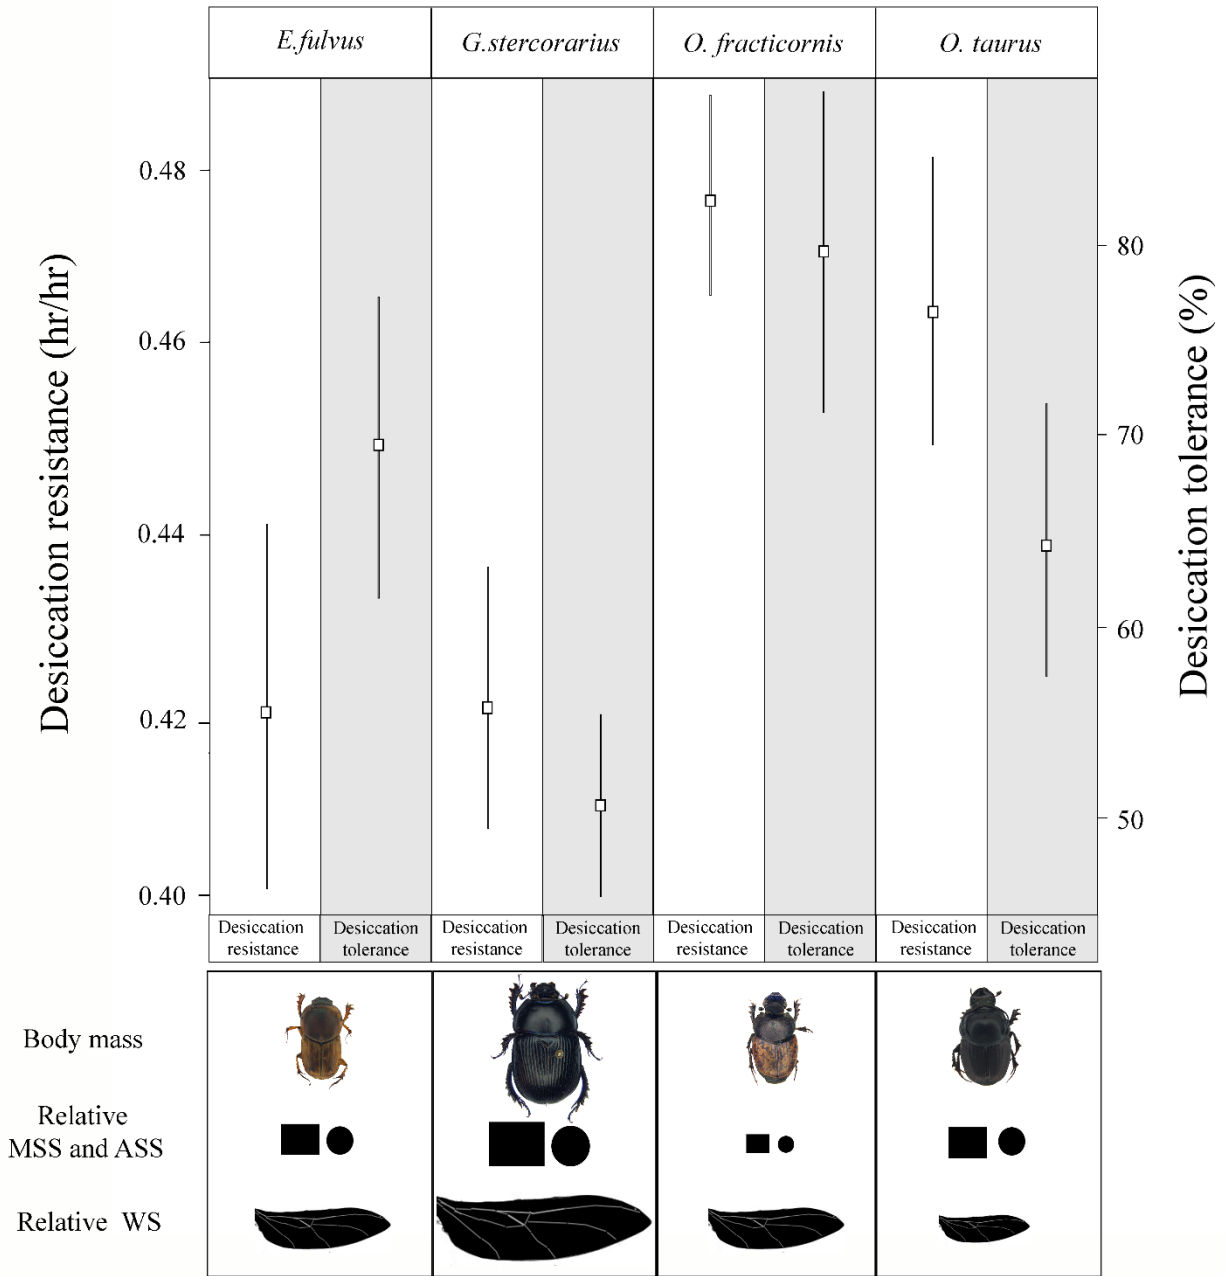 E.fulvus
G.stercorarius
O. fracticornis
O. taurus
Desiccation resistance (hr/hr)
0.48
0.46
0.44
0.42
0.40
80
70
60
50
Desiccation tolerance (%)
Desiccation
resistance
Desiccation
tolerance
Desiccation
resistance
Desiccation
tolerance
Desiccation
resistance
Desiccation
tolerance
Desiccation
resistance
Desiccation
tolerance
Body mass
Relative
MSS and ASS
Relative WS